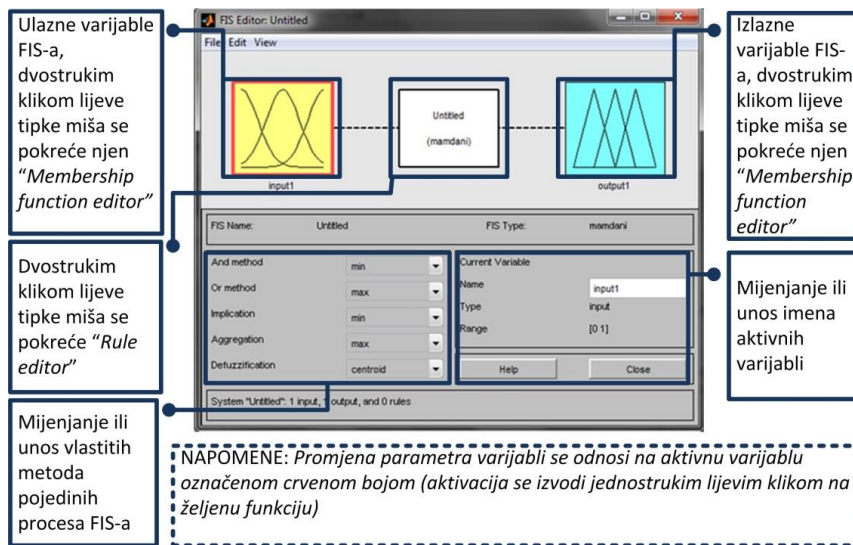 Ulazne varijable
FIS-a,
dvostrukim
klikom lijeve
tipke miša se
pokreće njen
“Membership
function editor”
Dvostrukim
klikom lijeve
tipke miša se
pokreće “Rule
editor”
Mijenjanje ili
unos vlastitih
metoda
pojedinih
procesa FIS-a
FIS Editor: Untitled
File Edit View
Untitled
(mamdani)
input1
output1
FIS Name: Untitled FIS Type: mamdani
And method min
Or method max
Implication min
Aggregation max
Defuzzification centroid
Current Variable
Name input1
Type input
Range [0 1]
Help Close
System "Untitled": 1 input, 1 output, and 0 rules
Izlazne
varijable FIS-
a, dvostrukim
klikom lijeve
tipke miša se
pokreće njen
“Membership
function
editor”
Mijenjanje ili
unos imena
aktivnih
varijabli
NAPOMENE: Promjena parametra varijabli se odnosi na aktivnu varijablu
označenom crvenom bojom (aktivacija se izvodi jednostrukim lijevim klikom na
željenu funkciju)